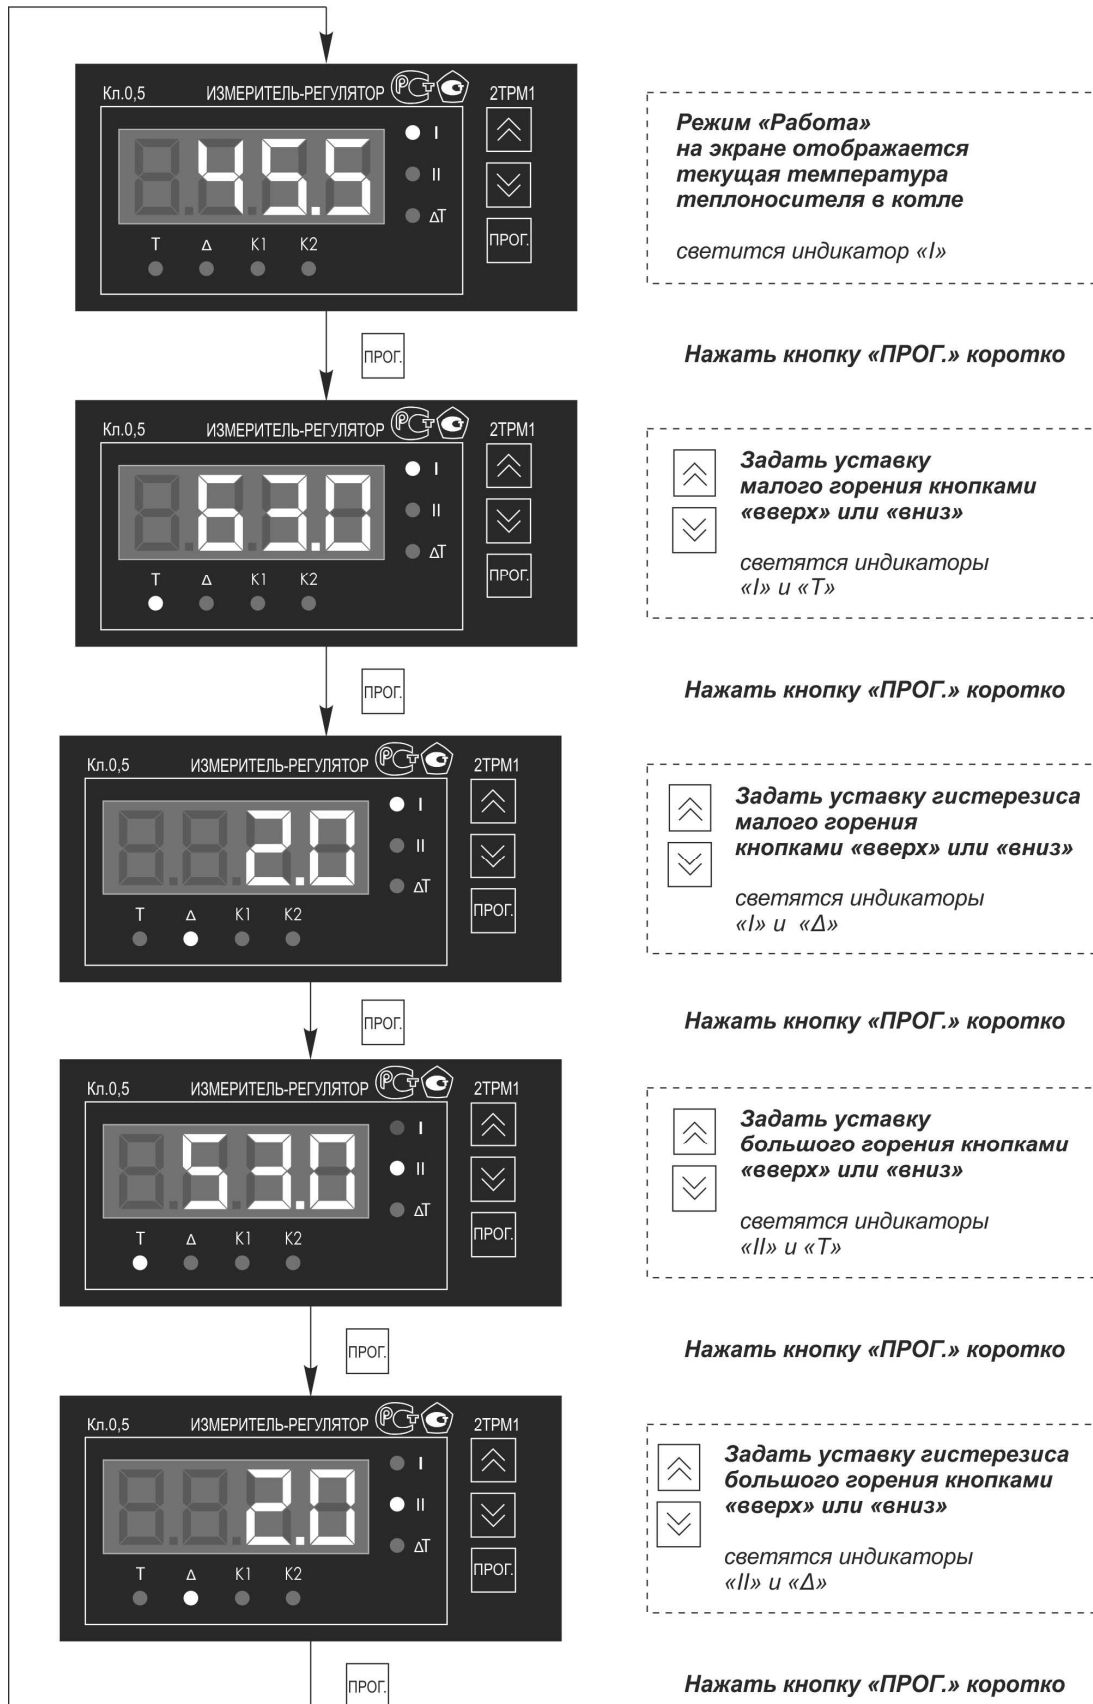 Кл.0,5 ИЗМЕРИТЕЛЬ-РЕГУЛЯТОР РСТ 2ТРМ1
45.5
I
II
ΔT
T Δ K1 K2
ПРОГ.
Режим «Работа»
на экране отображается
текущая температура
теплоносителя в котле
светится индикатор «I»
ПРОГ.
Нажать кнопку «ПРОГ.» коротко
Кл.0,5 ИЗМЕРИТЕЛЬ-РЕГУЛЯТОР РСТ 2ТРМ1
63.0
I
II
ΔT
T Δ K1 K2
ПРОГ.
Задать уставку
малого горения кнопками
«вверх» или «вниз»
светятся индикаторы
«I» и «Т»
ПРОГ.
Нажать кнопку «ПРОГ.» коротко
Кл.0,5 ИЗМЕРИТЕЛЬ-РЕГУЛЯТОР РСТ 2ТРМ1
2.0
I
II
ΔT
T Δ K1 K2
ПРОГ.
Задать уставку гистерезиса
малого горения
кнопками «вверх» или «вниз»
светятся индикаторы
«I» и «Δ»
ПРОГ.
Нажать кнопку «ПРОГ.» коротко
Кл.0,5 ИЗМЕРИТЕЛЬ-РЕГУЛЯТОР РСТ 2ТРМ1
53.0
I
II
ΔT
T Δ K1 K2
ПРОГ.
Задать уставку
большого горения кнопками
«вверх» или «вниз»
светятся индикаторы
«II» и «Т»
ПРОГ.
Нажать кнопку «ПРОГ.» коротко
Кл.0,5 ИЗМЕРИТЕЛЬ-РЕГУЛЯТОР РСТ 2ТРМ1
2.0
I
II
ΔT
T Δ K1 K2
ПРОГ.
Задать уставку гистерезиса
большого горения кнопками
«вверх» или «вниз»
светятся индикаторы
«II» и «Δ»
ПРОГ.
Нажать кнопку «ПРОГ.» коротко